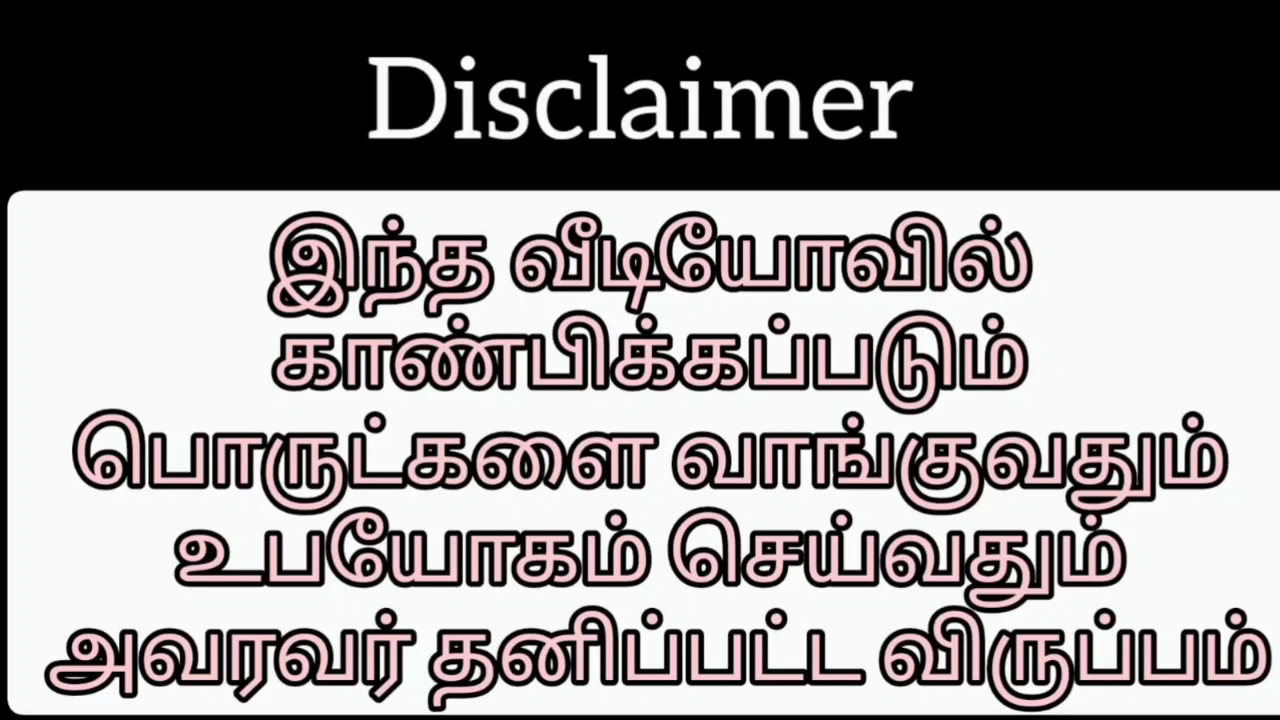 Disclaimer
இந்த வீடியோவில்
காண்பிக்கப்படும்
பொருட்களை வாங்குவதும்
உபயோகம் செய்வதும்
அவரவர் தனிப்பட்ட விருப்பம்